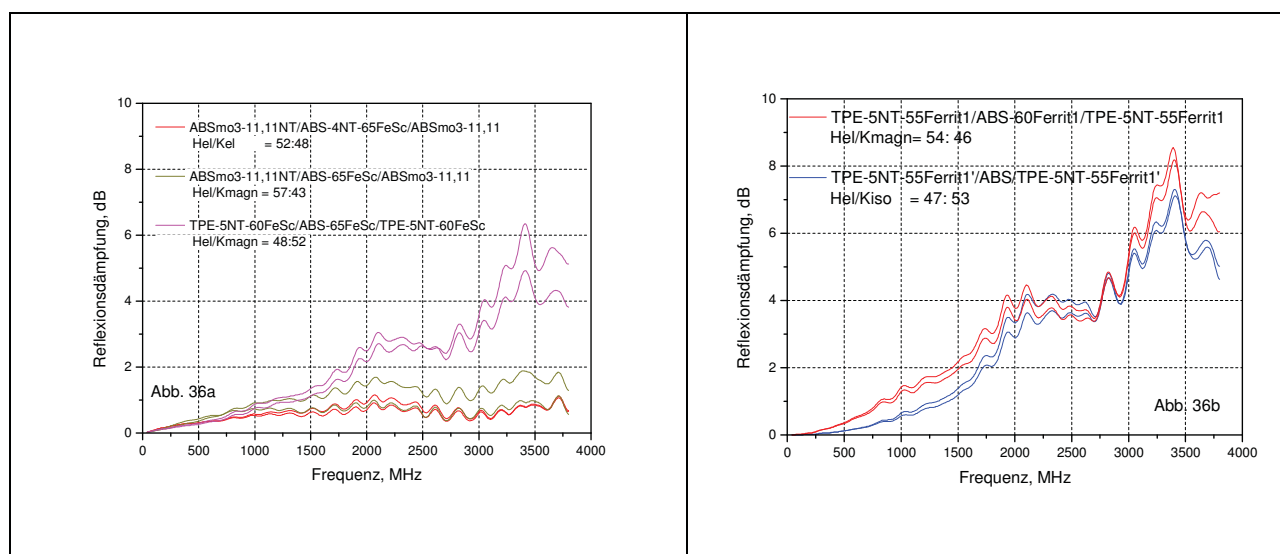 10
8
6
4
2
0
Reflexionsdämpfung, dB
ABSmo3-11,11NT/ABS-4NT-65FeSc/ABSmo3-11,11
Hel/Kel = 52:48
ABSmo3-11,11NT/ABS-65FeSc/ABSmo3-11,11
Hel/Kmagn = 57:43
TPE-5NT-60FeSc/ABS-65FeSc/TPE-5NT-60FeSc
Hel/Kmagn = 48:52
Abb. 36a
0 500 1000 1500 2000 2500 3000 3500 4000
Frequenz, MHz
10
8
6
4
2
0
Reflexionsdämpfung, dB
TPE-5NT-55Ferrit1/ABS-60Ferrit1/TPE-5NT-55Ferrit1
Hel/Kmagn= 54: 46
TPE-5NT-55Ferrit1'/ABS/TPE-5NT-55Ferrit1'
Hel/Kiso = 47: 53
Abb. 36b
0 500 1000 1500 2000 2500 3000 3500 4000
Frequenz, MHz